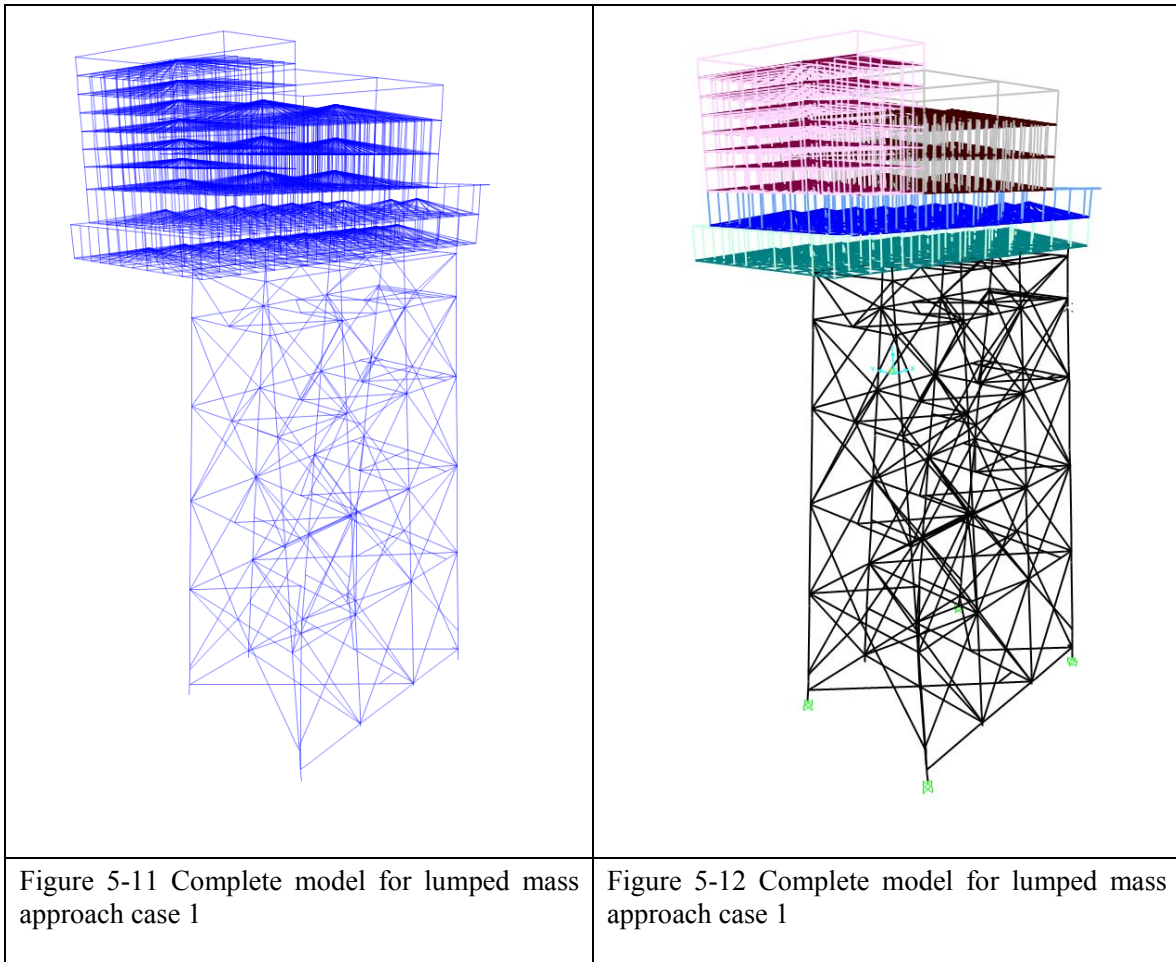 Figure 5-11 Complete model for lumped mass
approach case 1
Figure 5-12 Complete model for lumped mass
approach case 1